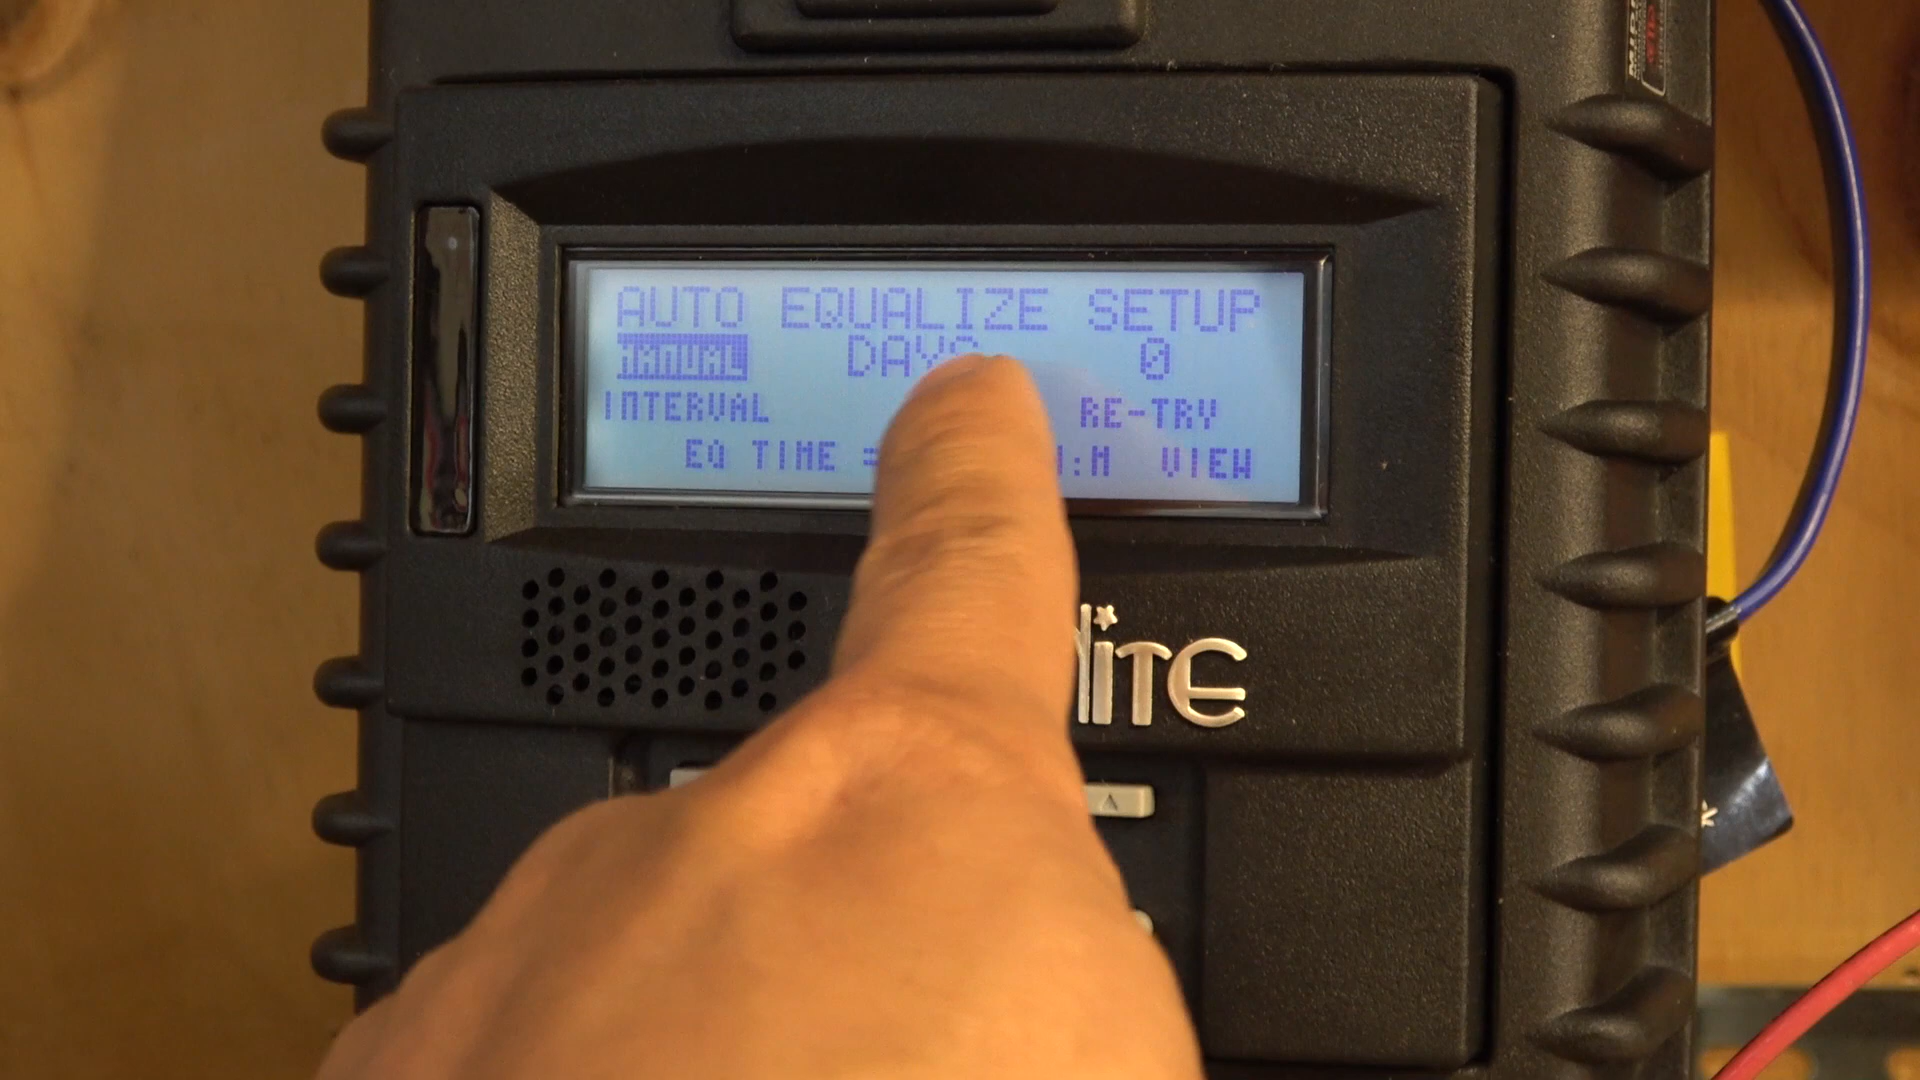 AUTO EQUALIZE SETUP
MANUAL DAYS 0
INTERVAL RE-TRY
EQ TIME = :M VIEW
lite